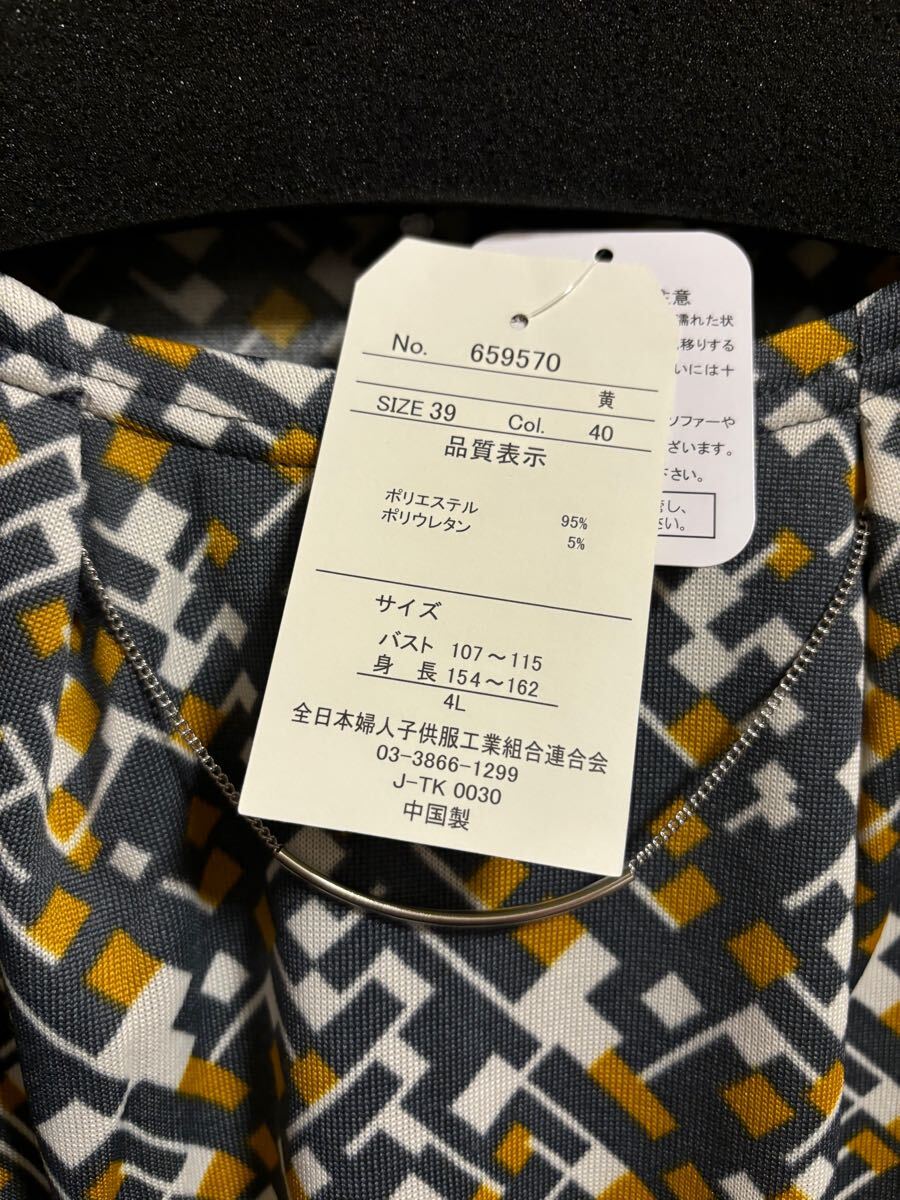 No. 659570
黄
SIZE 39 Col. 40
品質表示
ポリエステル 95%
ポリウレタン 5%
サイズ
バスト 107～115
身 長 154～162
4L
全日本婦人子供服工業組合連合会
03-3866-1299
J-TK 0030
中国製
意
濡れた状
移りする
いには十
ソファーや
ざいます。
下さい。
し、
さい。